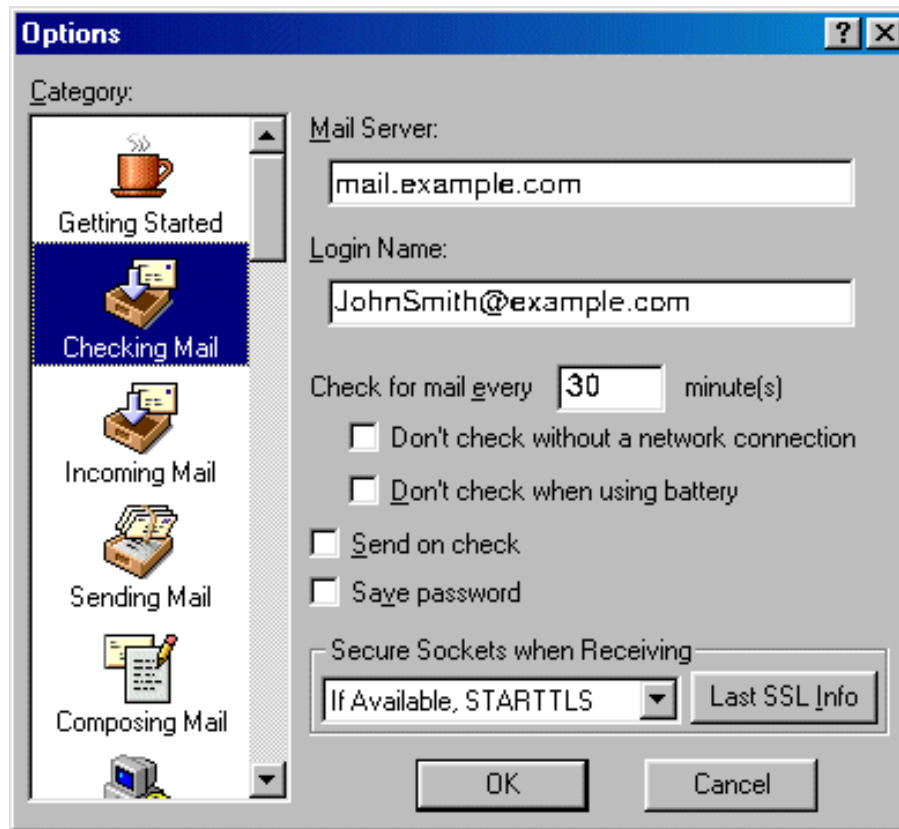 Options
Category:
Getting Started
Checking Mail
Incoming Mail
Sending Mail
Composing Mail
Mail Server:
mail.example.com
Login Name:
JohnSmith@example.com
Check for mail every 30 minute(s)
Don't check without a network connection
Don't check when using battery
Send on check
Save password
Secure Sockets when Receiving
If Available, STARTTLS
Last SSL Info
OK
Cancel